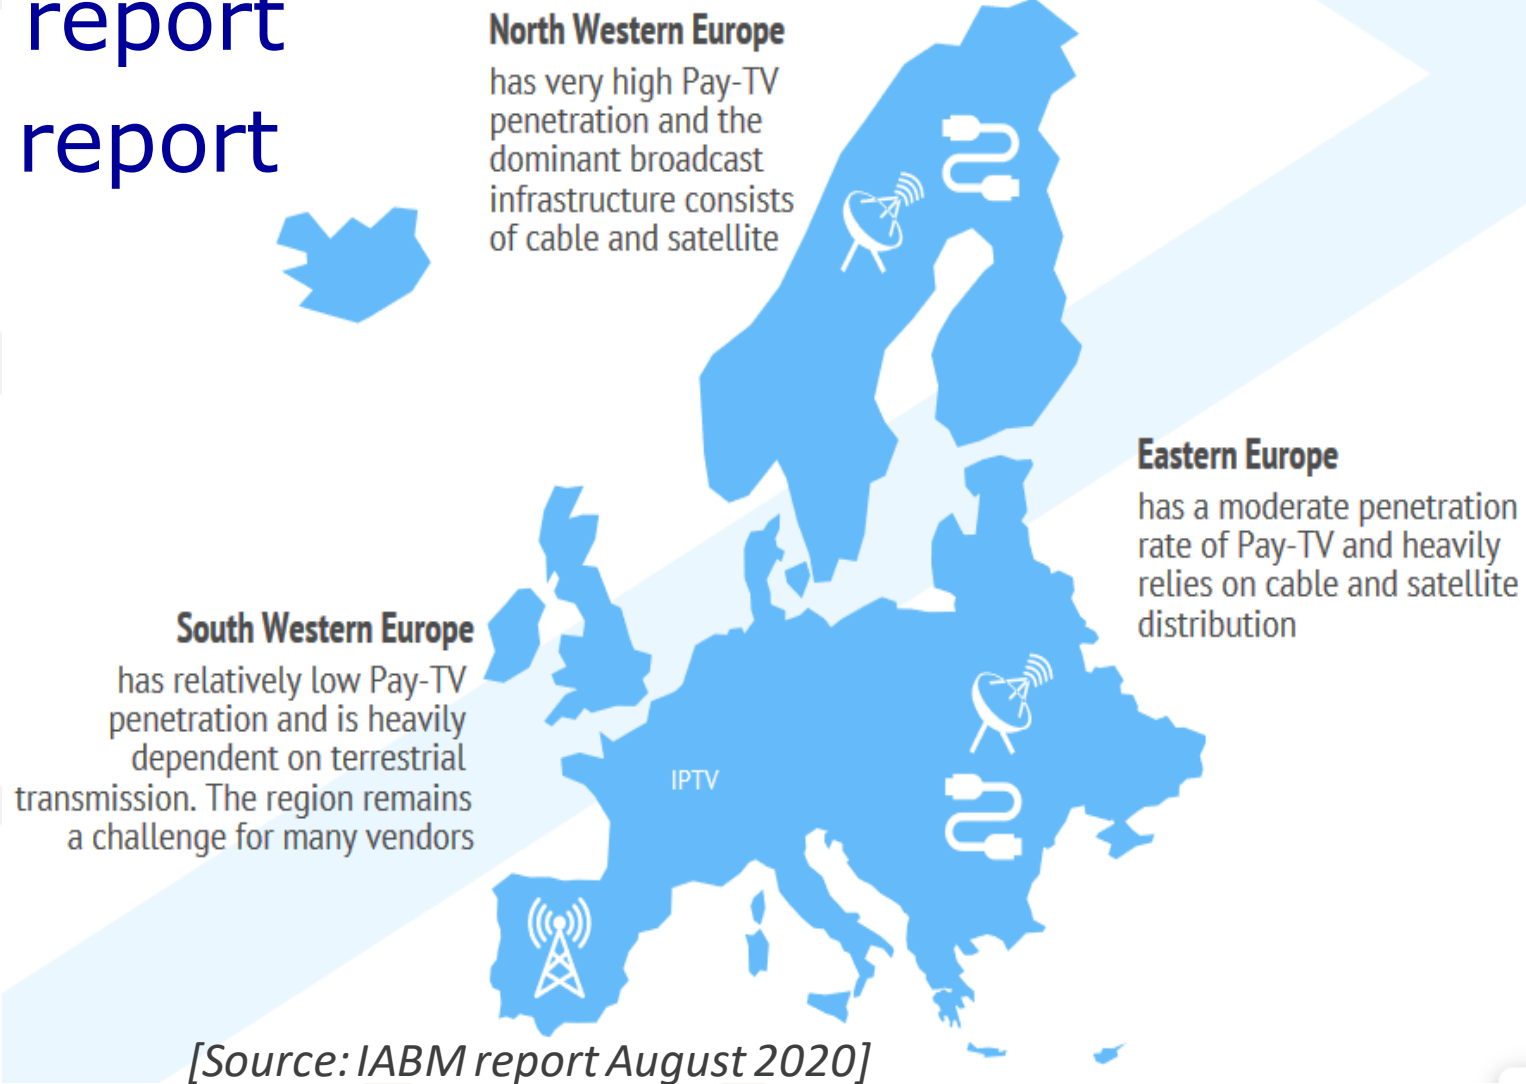 report
report
North Western Europe
has very high Pay-TV
penetration and the
dominant broadcast
infrastructure consists
of cable and satellite
Eastern Europe
has a moderate penetration
rate of Pay-TV and heavily
relies on cable and satellite
distribution
South Western Europe
has relatively low Pay-TV
penetration and is heavily
dependent on terrestrial
transmission. The region remains
a challenge for many vendors
IPTV
[Source: IABM report August 2020]